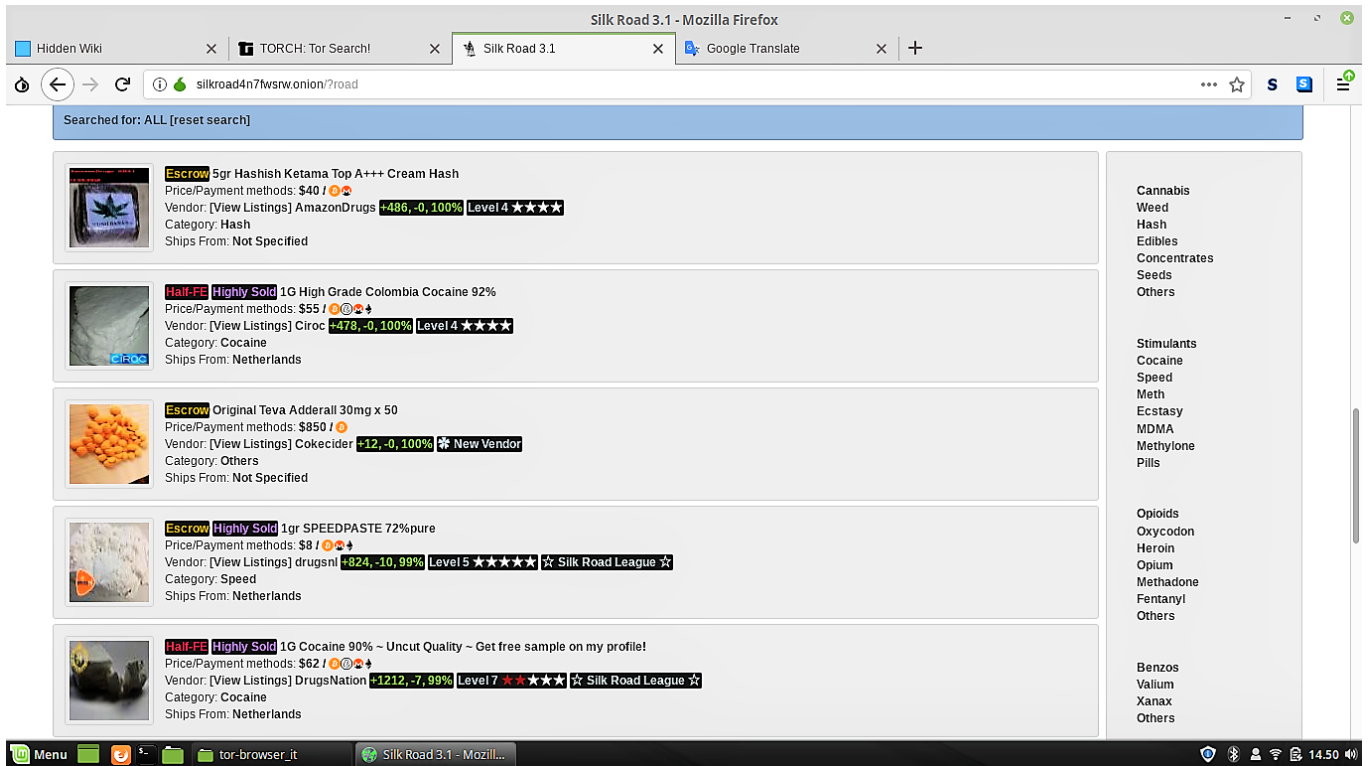 Silk Road 3.1 - Mozilla Firefox
Hidden Wiki
TORCH: Tor Search!
Silk Road 3.1
Google Translate
silkroad4n7fwsrw.onion/?road
Searched for: ALL [reset search]
Escrow 5gr Hashish Ketama Top A+++ Cream Hash
Price/Payment methods: $40 /
Vendor: [View Listings] AmazonDrugs +486, -0, 100% Level 4 ★★★★
Category: Hash
Ships From: Not Specified
Half-FE Highly Sold 1G High Grade Colombia Cocaine 92%
Price/Payment methods: $55 /
Vendor: [View Listings] Ciroc +478, -0, 100% Level 4 ★★★★
Category: Cocaine
Ships From: Netherlands
CIROC
Escrow Original Teva Adderall 30mg x 50
Price/Payment methods: $850 /
Vendor: [View Listings] Cokecider +12, -0, 100% New Vendor
Category: Others
Ships From: Not Specified
Escrow Highly Sold 1gr SPEEDPASTE 72%pure
Price/Payment methods: $8 /
Vendor: [View Listings] drugsnl +824, -10, 99% Level 5 ★★★★★ ☆ Silk Road League ☆
Category: Speed
Ships From: Netherlands
Half-FE Highly Sold 1G Cocaine 90% ~ Uncut Quality ~ Get free sample on my profile!
Price/Payment methods: $62 /
Vendor: [View Listings] DrugsNation +1212, -7, 99% Level 7 ★★★★★ ☆ Silk Road League ☆
Category: Cocaine
Ships From: Netherlands
Cannabis
Weed
Hash
Edibles
Concentrates
Seeds
Others
Stimulants
Cocaine
Speed
Meth
Ecstasy
MDMA
Methylone
Pills
Opioids
Oxycodon
Heroin
Opium
Methadone
Fentanyl
Others
Benzos
Valium
Xanax
Others
Menu
tor-browser_it
Silk Road 3.1 - Mozill...
14.50